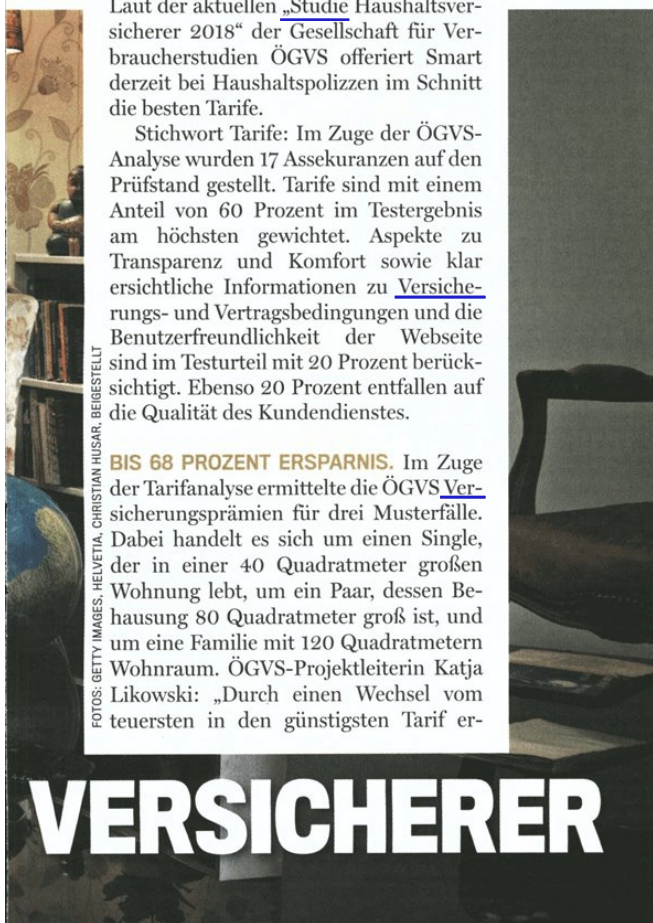 Laut der aktuellen „Studie Haushaltsver-
sicherer 2018“ der Gesellschaft für Ver-
braucherstudien ÖGVS offeriert Smart
derzeit bei Haushaltspolizzen im Schnitt
die besten Tarife.
Stichwort Tarife: Im Zuge der ÖGVS-
Analyse wurden 17 Assekuranzen auf den
Prüfstand gestellt. Tarife sind mit einem
Anteil von 60 Prozent im Testergebnis
am höchsten gewichtet. Aspekte zu
Transparenz und Komfort sowie klar
ersichtliche Informationen zu Versiche-
rungs- und Vertragsbedingungen und die
Benutzerfreundlichkeit der Webseite
sind im Testurteil mit 20 Prozent berück-
sichtigt. Ebenso 20 Prozent entfallen auf
die Qualität des Kundendienstes.
BIS 68 PROZENT ERSPARNIS. Im Zuge
der Tarifanalyse ermittelte die ÖGVS Ver-
sicherungsprämien für drei Musterfälle.
Dabei handelt es sich um einen Single,
der in einer 40 Quadratmeter großen
Wohnung lebt, um ein Paar, dessen Be-
hausung 80 Quadratmeter groß ist, und
um eine Familie mit 120 Quadratmetern
Wohnraum. ÖGVS-Projektleiterin Katja
Likowski: „Durch einen Wechsel vom
teuersten in den günstigsten Tarif er-
FOTOS: GETTY IMAGES, HELVETIA, CHRISTIAN HUSAR, BEIGESTELLT
VERSICHERER